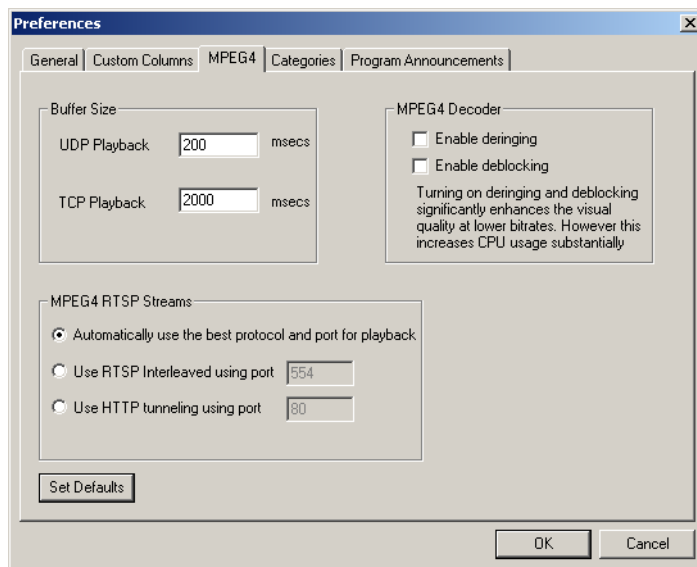 Preferences
General
Custom Columns
MPEG4
Categories
Program Announcements
Buffer Size
UDP Playback 200 msecs
TCP Playback 2000 msecs
MPEG4 Decoder
Enable deringing
Enable deblocking
Turning on deringing and deblocking
significantly enhances the visual
quality at lower bitrates. However this
increases CPU usage substantially
MPEG4 RTSP Streams
Automatically use the best protocol and port for playback
Use RTSP Interleaved using port 554
Use HTTP tunneling using port 80
Set Defaults
OK
Cancel